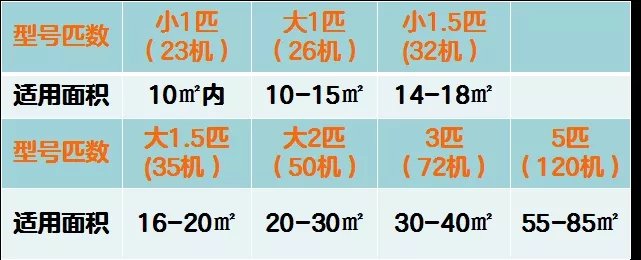 型号匹数 小1匹 大1匹 小1.5匹
（23机） （26机） (32机）
适用面积 10㎡内 10-15㎡ 14-18㎡
型号匹数 大1.5匹 大2匹 3匹 5匹
(35机） （50机） （72机） （120机）
适用面积 16-20㎡ 20-30㎡ 30-40㎡ 55-85㎡